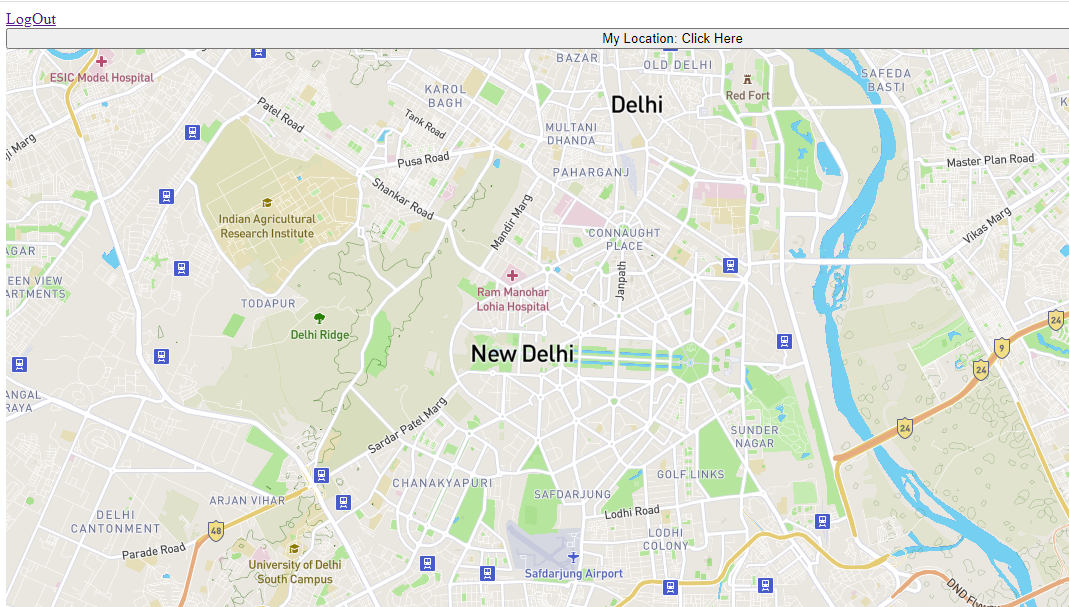 LogOut
My Location: Click Here
ESIC Model Hospital
BAZAR
OLD DELHI
SAFEDA
BASTI
Red Fort
KAROL
BAGH
Delhi
Patel Road
Tank Road
MULTANI
DHANDA
ji Marg
Pusa Road
Master Plan Road
PAHARGANJ
Shankar Road
Mandir Marg
Indian Agricultural
Research Institute
Vikas Marg
CONNAUGHT
PLACE
AGAR
Janpath
EEN VIEW
ARTMENTS
Ram Manohar
Lohia Hospital
TODAPUR
24
Delhi Ridge
9
New Delhi
24
ANGAL
RAYA
Sardar Patel Marg
24
SUNDER
NAGAR
GOLF LINKS
CHANAKYAPURI
SAFDARJUNG
ARJAN VIHAR
DELHI
CANTONMENT
Lodhi Road
48
LODHI
COLONY
Parade Road
University of Delhi
South Campus
Safdarjung Airport
DND Flyway